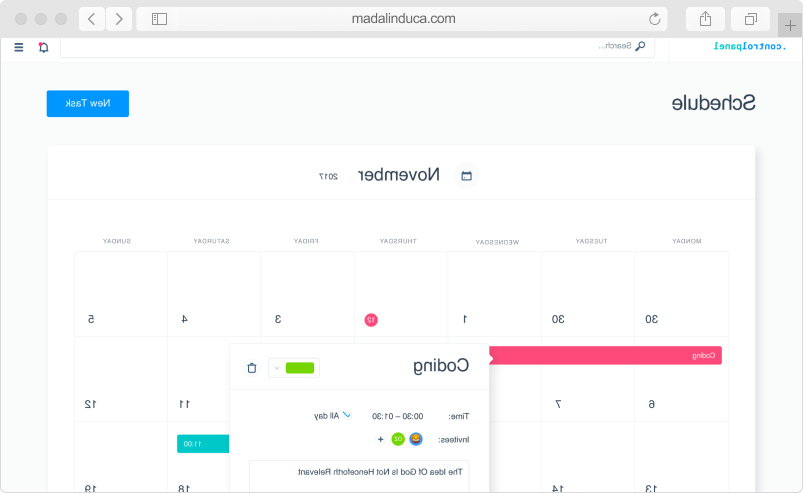 madalinduca.com
.controlpanel
Search...
Schedule
New Task
November 2017
MONDAY TUESDAY WEDNESDAY THURSDAY FRIDAY SATURDAY SUNDAY
30 30 1 12 3 4 5
Coding
Coding
6 7 11 12
Time: 00:30 – 01:30 All day
Invitees: +
11:00
The Idea Of God Is Not Henceforth Relevant
13 14 18 19